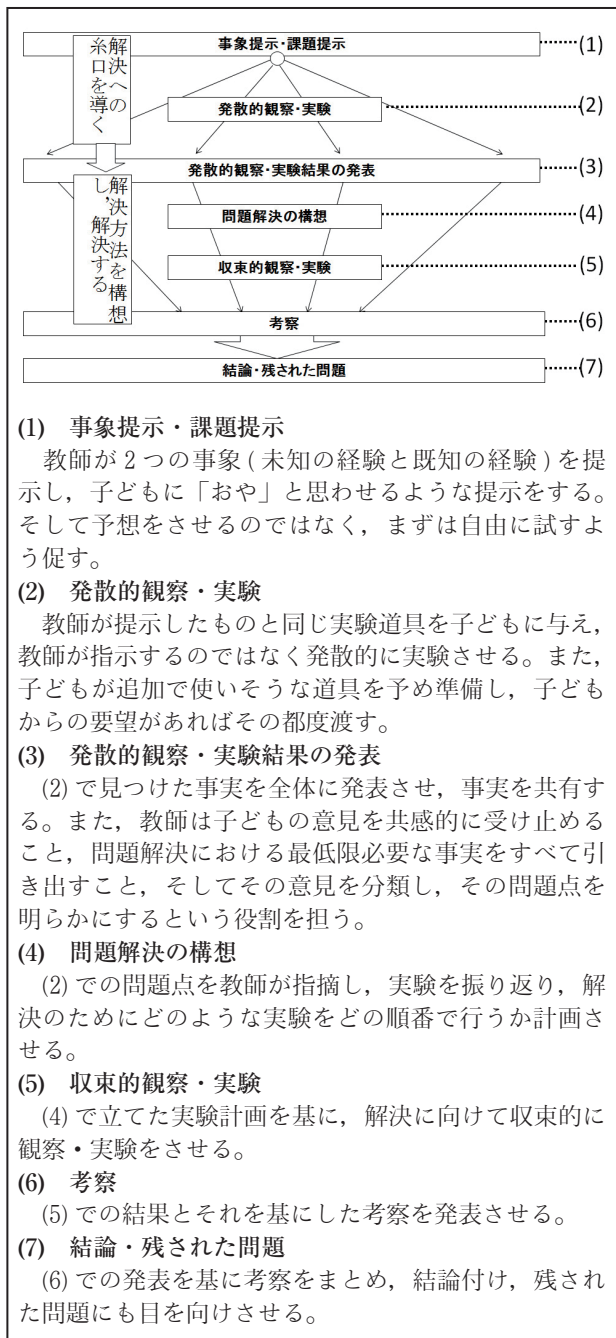 事象提示・課題提示 (1)
発散的観察・実験 (2)
発散的観察・実験結果の発表 (3)
問題解決の構想 (4)
収束的観察・実験 (5)
考察 (6)
結論・残された問題 (7)
解決への
糸口を導く
解決方法を構想
し，解決する
(1)　事象提示・課題提示
教師が 2 つの事象 ( 未知の経験と既知の経験 ) を提
示し，子どもに「おや」と思わせるような提示をする。
そして予想をさせるのではなく，まずは自由に試すよ
う促す。
(2)　発散的観察・実験
教師が提示したものと同じ実験道具を子どもに与え，
教師が指示するのではなく発散的に実験させる。また，
子どもが追加で使いそうな道具を予め準備し，子ども
からの要望があればその都度渡す。
(3)　発散的観察・実験結果の発表
(2) で見つけた事実を全体に発表させ，事実を共有す
る。また，教師は子どもの意見を共感的に受け止める
こと，問題解決における最低限必要な事実をすべて引
き出すこと，そしてその意見を分類し，その問題点を
明らかにするという役割を担う。
(4)　問題解決の構想
(2) での問題点を教師が指摘し，実験を振り返り，解
決のためにどのような実験をどの順番で行うか計画さ
せる。
(5)　収束的観察・実験
(4) で立てた実験計画を基に，解決に向けて収束的に
観察・実験をさせる。
(6)　考察
(5) での結果とそれを基にした考察を発表させる。
(7)　結論・残された問題
(6) での発表を基に考察をまとめ，結論付け，残され
た問題にも目を向けさせる。